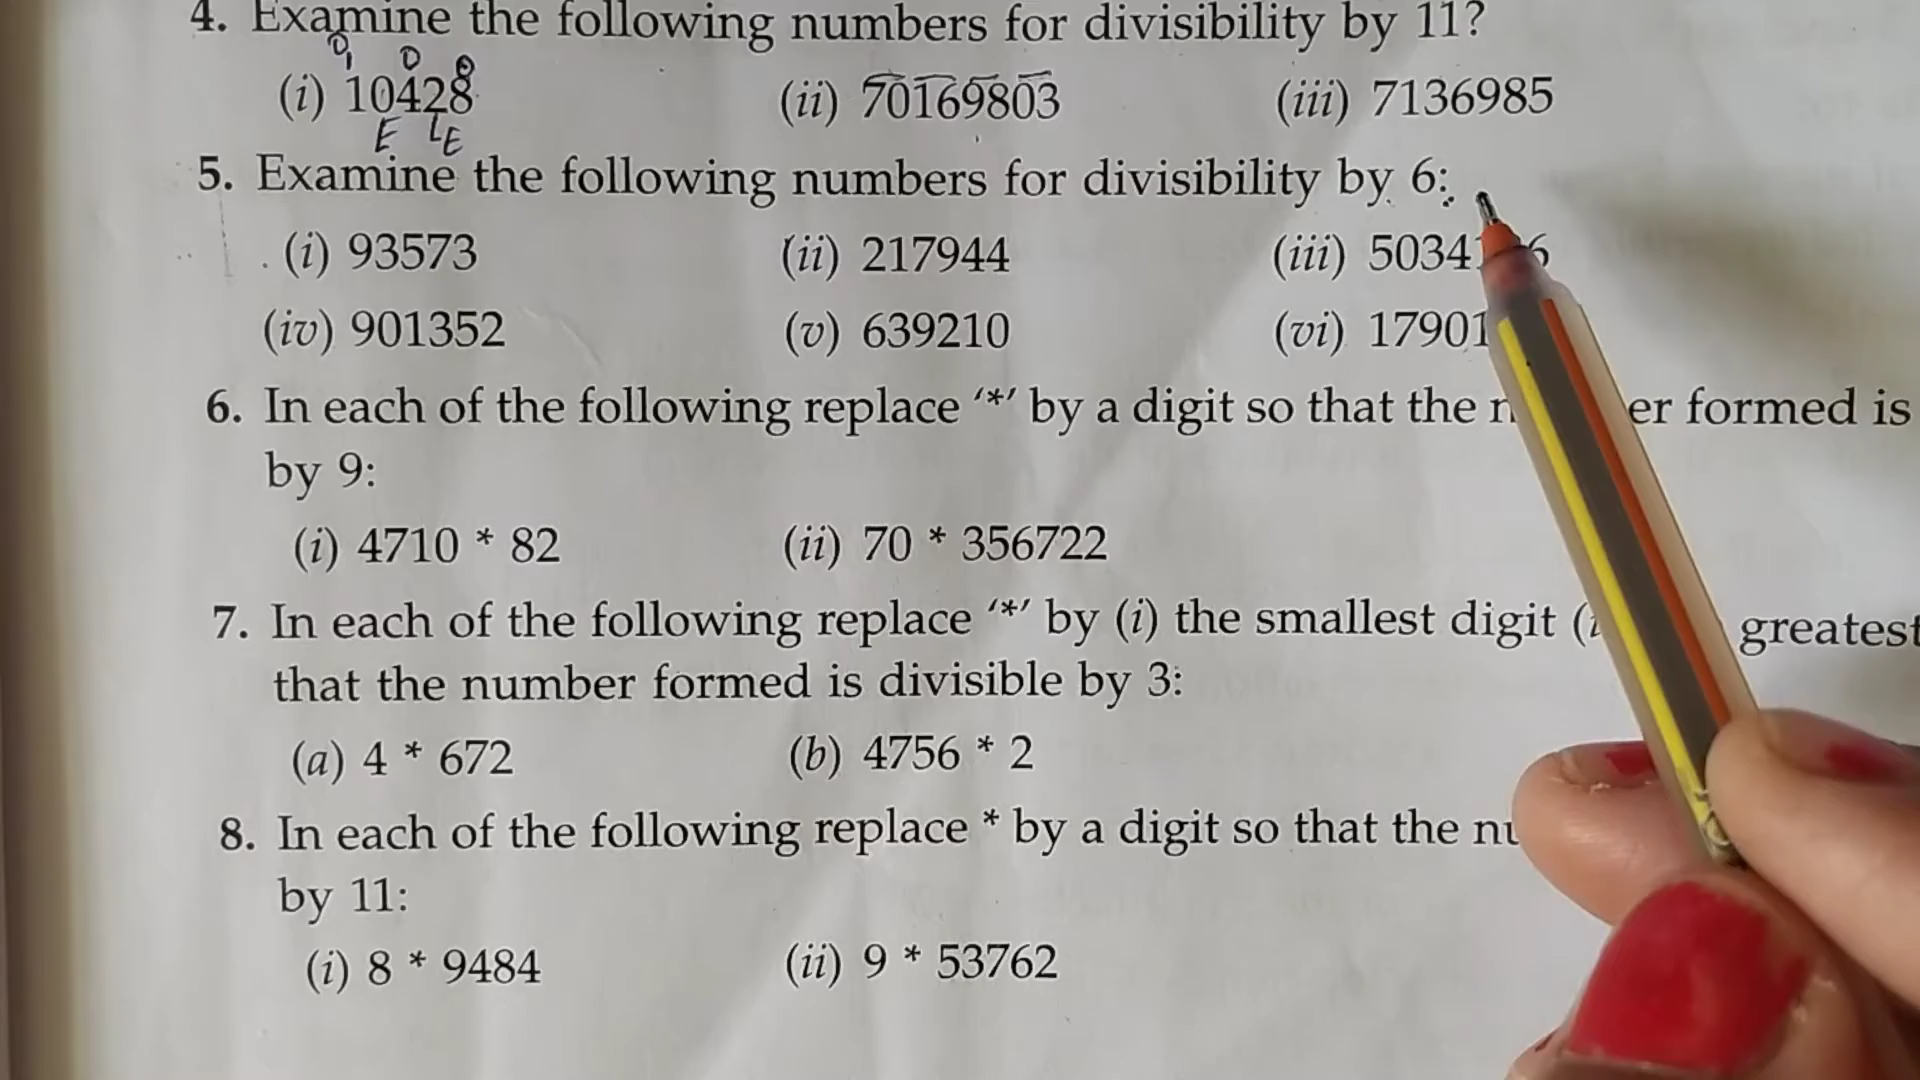 4. Examine the following numbers for divisibility by 11?
O O O
(i) 10428 (ii) 70169803 (iii) 7136985
E E
5. Examine the following numbers for divisibility by 6:
(i) 93573 (ii) 217944 (iii) 5034 6
(iv) 901352 (v) 639210 (vi) 17901
6. In each of the following replace ‘*’ by a digit so that the er formed is
by 9:
(i) 4710 * 82 (ii) 70 * 356722
7. In each of the following replace ‘*’ by (i) the smallest digit ( greatest
that the number formed is divisible by 3:
(a) 4 * 672 (b) 4756 * 2
8. In each of the following replace * by a digit so that the
by 11:
(i) 8 * 9484 (ii) 9 * 53762